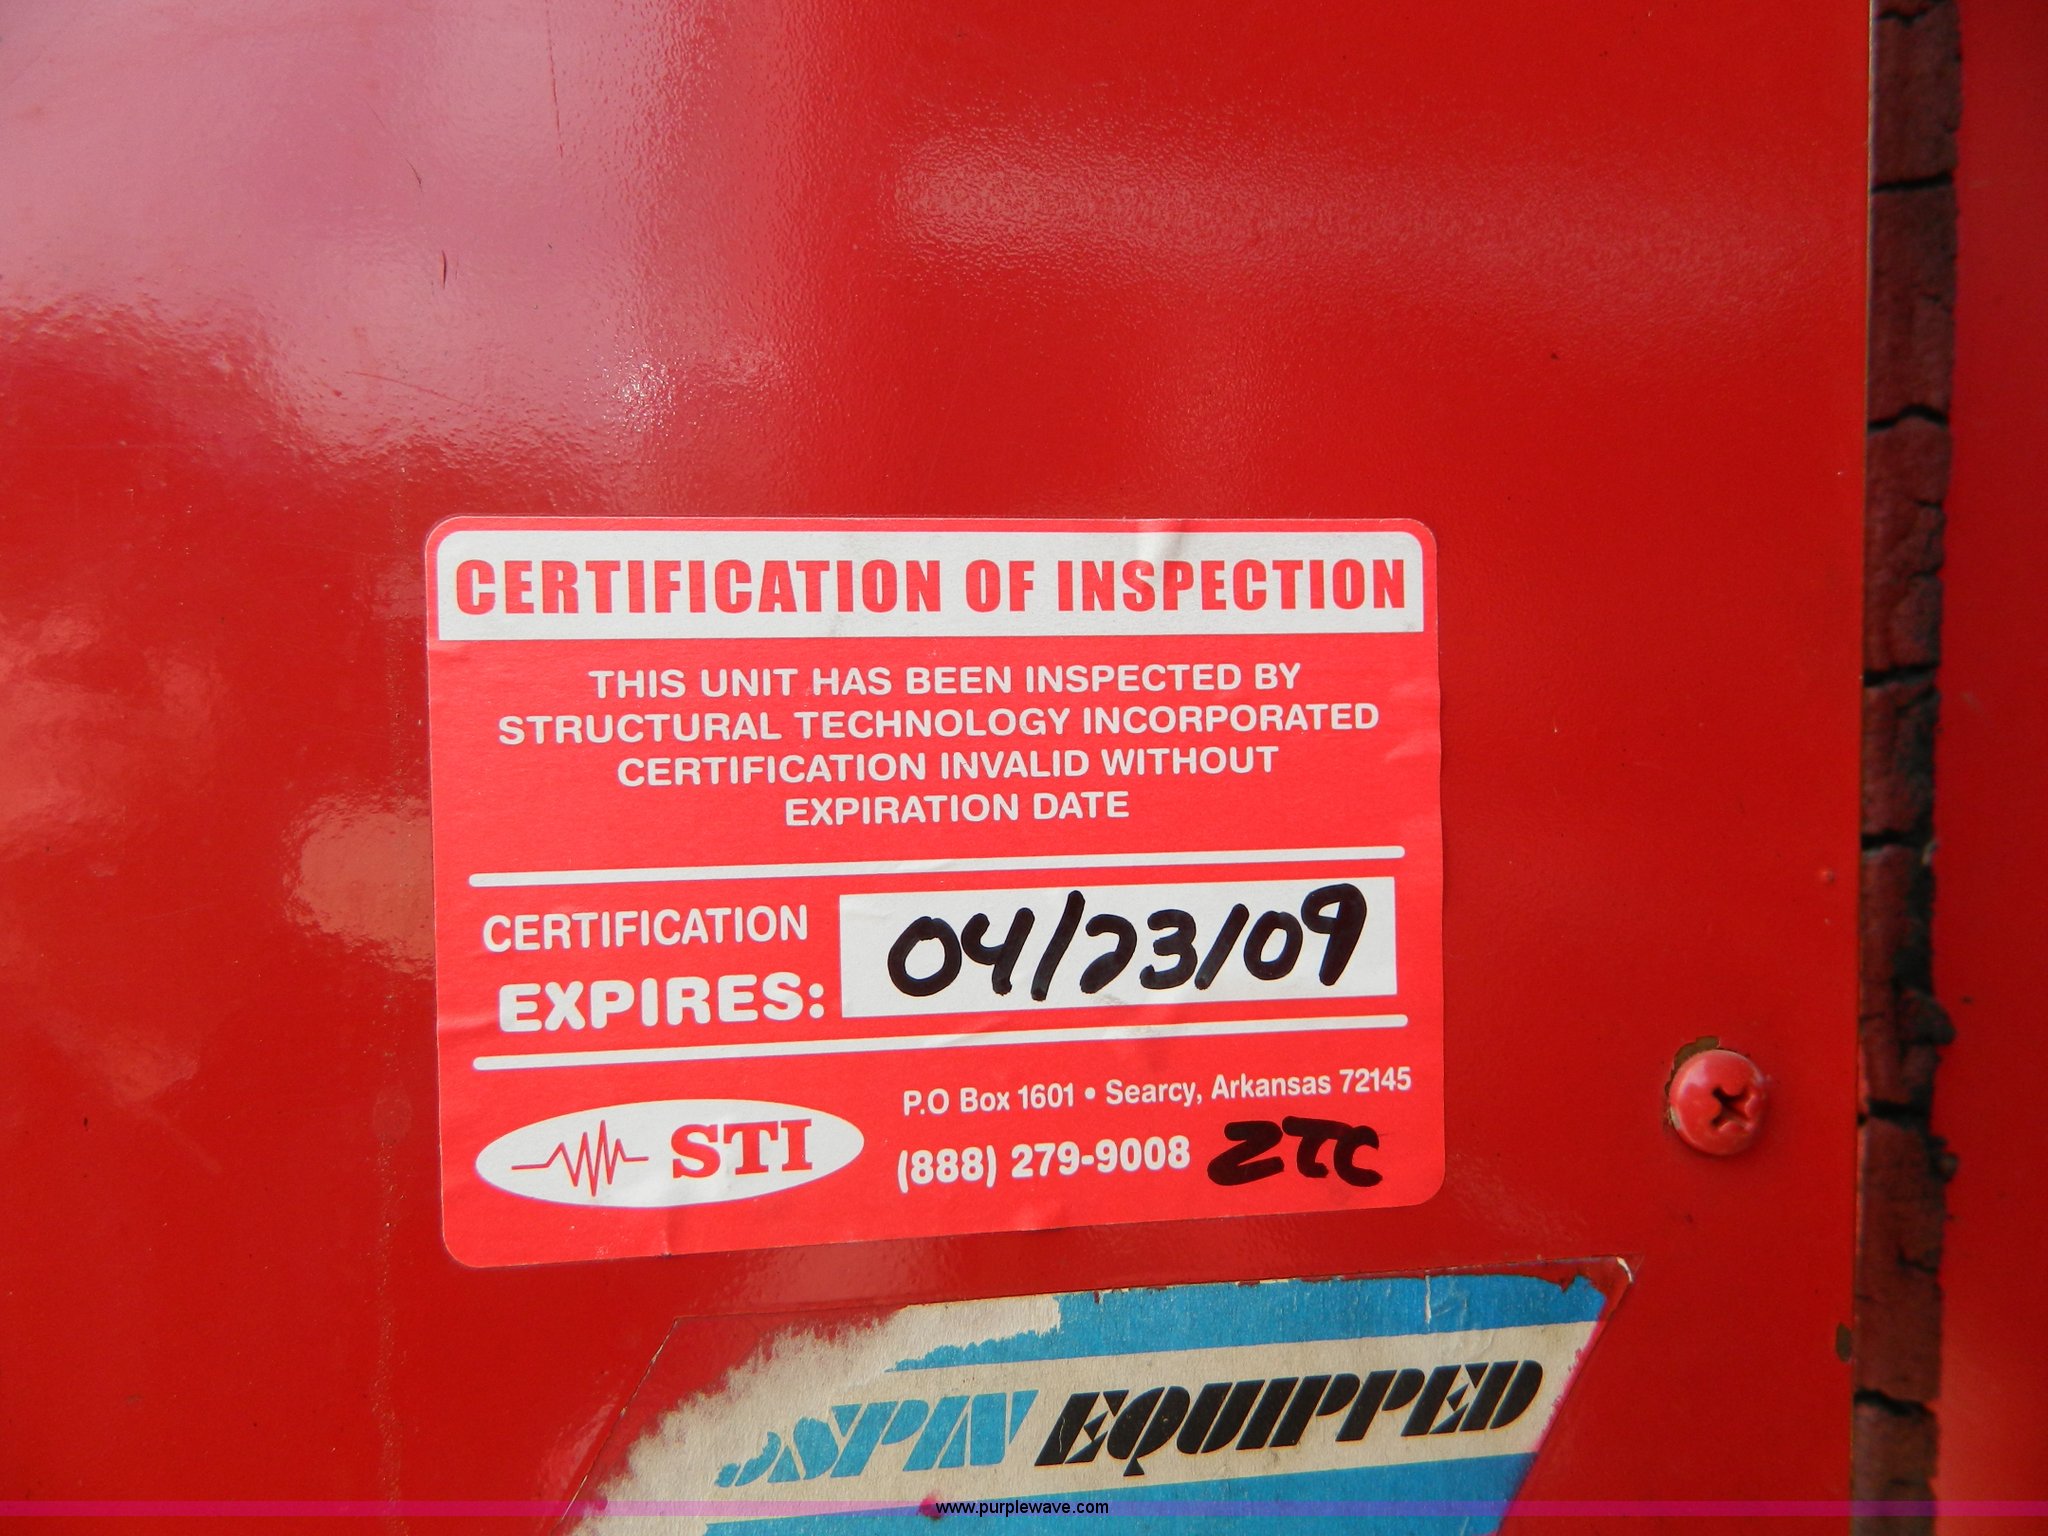 CERTIFICATION OF INSPECTION
THIS UNIT HAS BEEN INSPECTED BY
STRUCTURAL TECHNOLOGY INCORPORATED
CERTIFICATION INVALID WITHOUT
EXPIRATION DATE
CERTIFICATION
EXPIRES: 04/23/09
P.O Box 1601 • Searcy, Arkansas 72145
STI (888) 279-9008 ZTC
EQUIPPED
www.purplewave.com